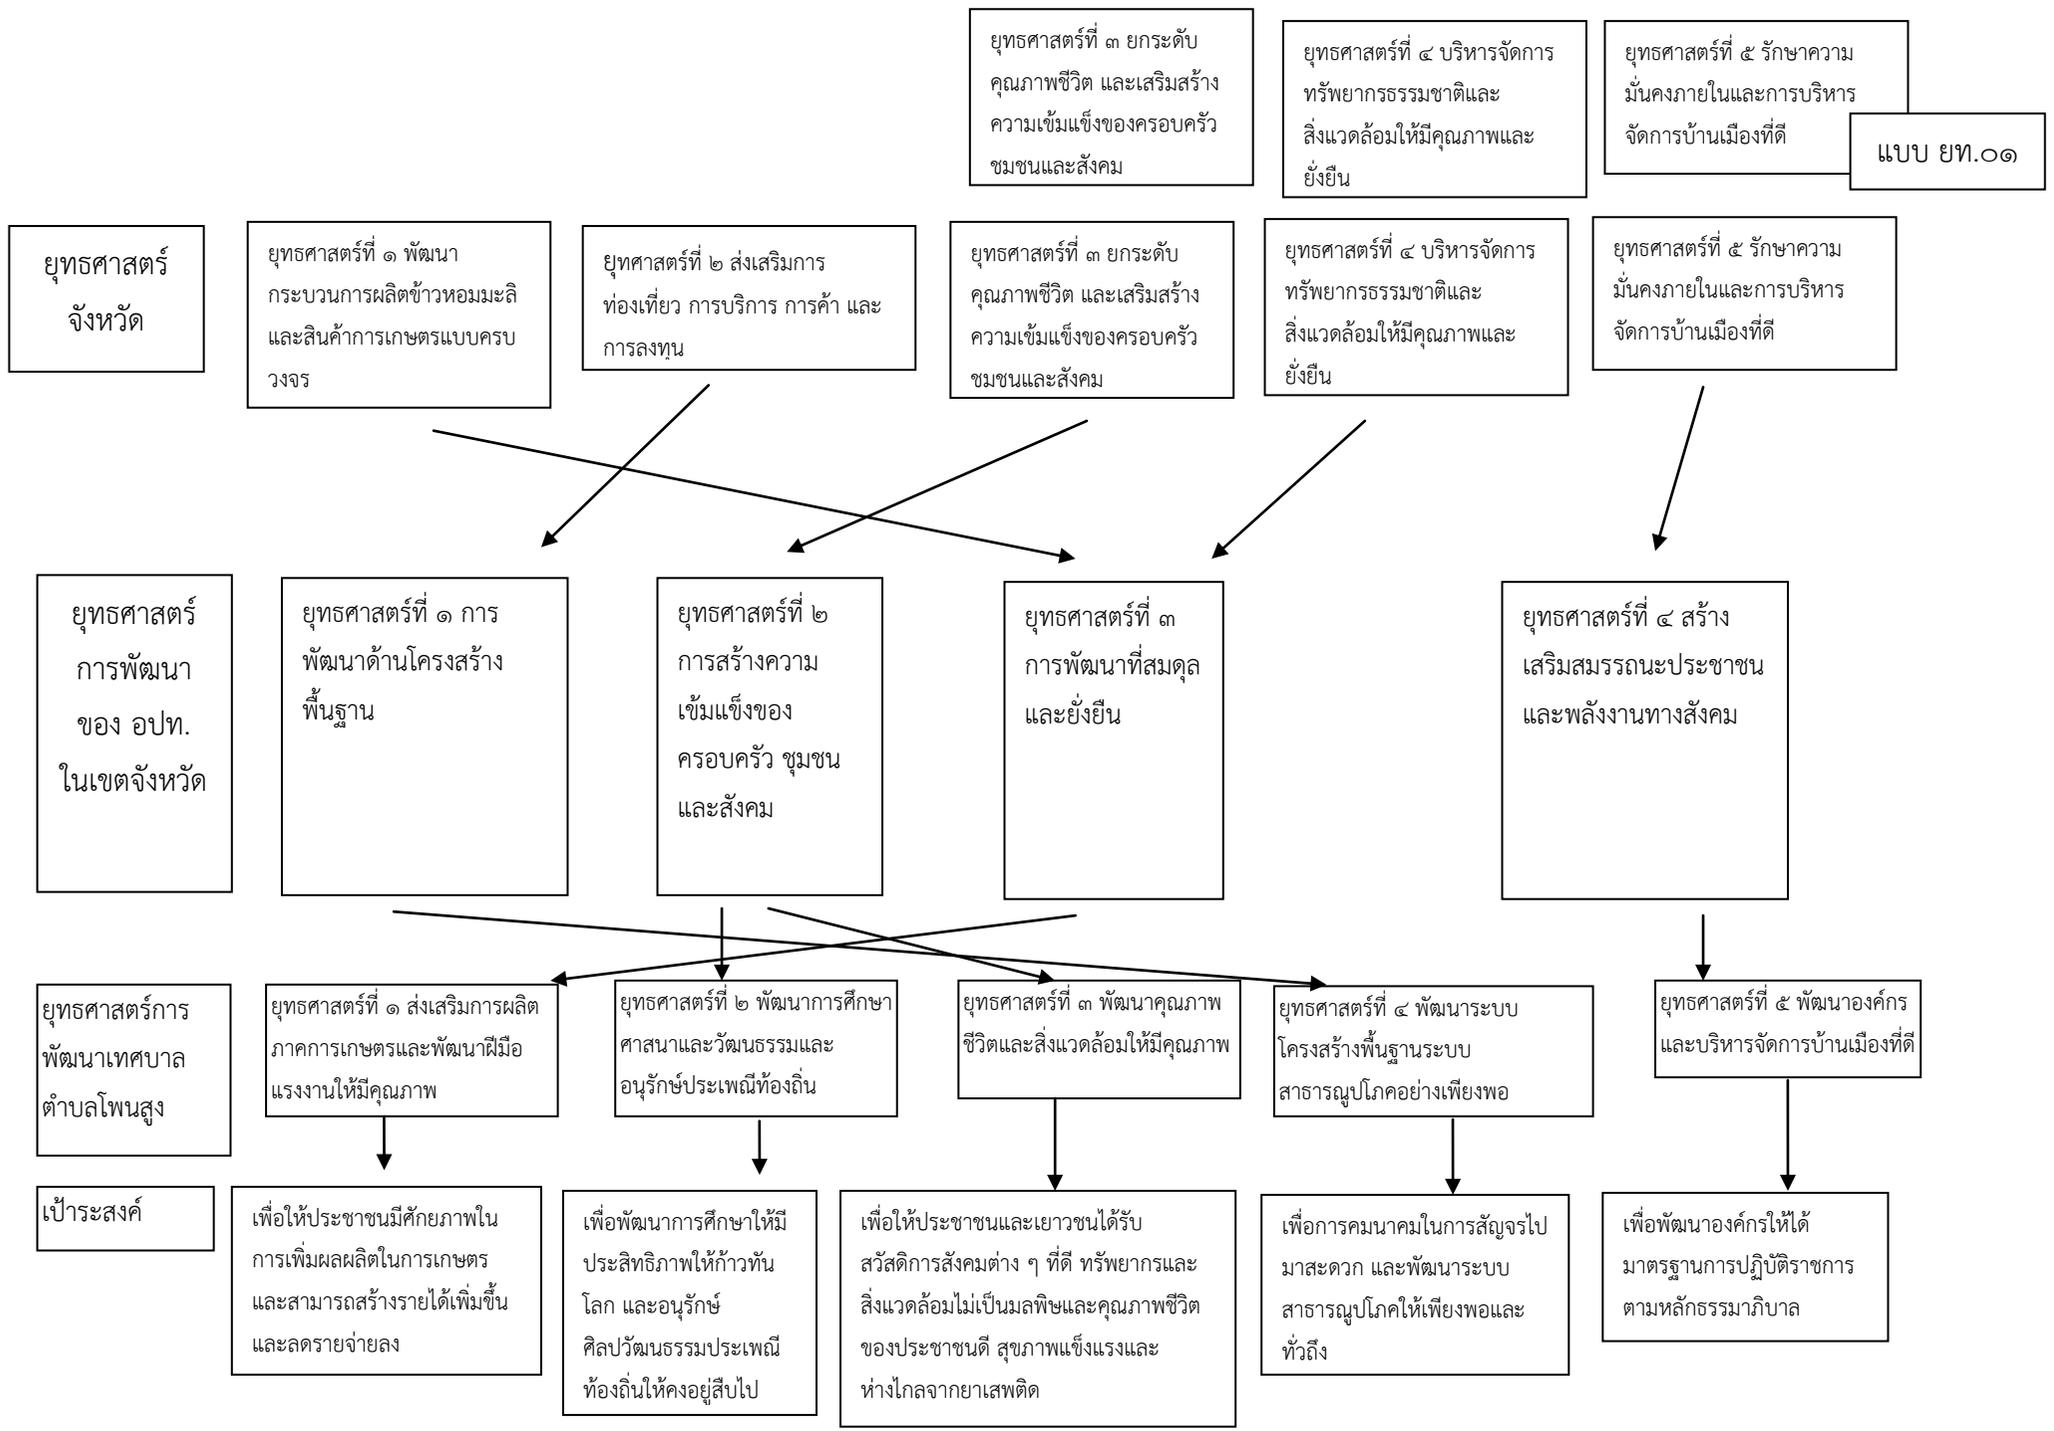 ยุทธศาสตร์ที่ ๓ ยกระดับ
คุณภาพชีวิต และเสริมสร้าง
ความเข้มแข็งของครอบครัว
ชมชนและสังคม
ยุทธศาสตร์ที่ ๔ บริหารจัดการ
ทรัพยากรธรรมชาติและ
สิ่งแวดล้อมให้มีคุณภาพและ
ยั่งยืน
ยุทธศาสตร์ที่ ๕ รักษาความ
มั่นคงภายในและการบริหาร
จัดการบ้านเมืองที่ดี
แบบ ยท.๐๑
ยุทธศาสตร์
จังหวัด
ยุทธศาสตร์ที่ ๑ พัฒนา
กระบวนการผลิตข้าวหอมมะลิ
และสินค้าการเกษตรแบบครบ
วงจร
ยุทศาสตร์ที่ ๒ ส่งเสริมการ
ท่องเที่ยว การบริการ การค้า และ
การลงทุน
ยุทธศาสตร์ที่ ๓ ยกระดับ
คุณภาพชีวิต และเสริมสร้าง
ความเข้มแข็งของครอบครัว
ชมชนและสังคม
ยุทธศาสตร์ที่ ๔ บริหารจัดการ
ทรัพยากรธรรมชาติและ
สิ่งแวดล้อมให้มีคุณภาพและ
ยั่งยืน
ยุทธศาสตร์ที่ ๕ รักษาความ
มั่นคงภายในและการบริหาร
จัดการบ้านเมืองที่ดี
ยุทธศาสตร์
การพัฒนา
ของ อปท.
ในเขตจังหวัด
ยุทธศาสตร์ที่ ๑ การ
พัฒนาด้านโครงสร้าง
พื้นฐาน
ยุทธศาสตร์ที่ ๒
การสร้างความ
เข้มแข็งของ
ครอบครัว ชุมชน
และสังคม
ยุทธศาสตร์ที่ ๓
การพัฒนาที่สมดุล
และยั่งยืน
ยุทธศาสตร์ที่ ๔ สร้าง
เสริมสมรรถนะประชาชน
และพลังงานทางสังคม
ยุทธศาสตร์การ
พัฒนาเทศบาล
ตำบลโพนสูง
ยุทธศาสตร์ที่ ๑ ส่งเสริมการผลิต
ภาคการเกษตรและพัฒนาฝีมือ
แรงงานให้มีคุณภาพ
ยุทธศาสตร์ที่ ๒ พัฒนาการศึกษา
ศาสนาและวัฒนธรรมและ
อนุรักษ์ประเพณีท้องถิ่น
ยุทธศาสตร์ที่ ๓ พัฒนาคุณภาพ
ชีวิตและสิ่งแวดล้อมให้มีคุณภาพ
ยุทธศาสตร์ที่ ๔ พัฒนาระบบ
โครงสร้างพื้นฐานระบบ
สาธารณูปโภคอย่างเพียงพอ
ยุทธศาสตร์ที่ ๕ พัฒนาองค์กร
และบริหารจัดการบ้านเมืองที่ดี
เป้าระสงค์
เพื่อให้ประชาชนมีศักยภาพใน
การเพิ่มผลผลิตในการเกษตร
และสามารถสร้างรายได้เพิ่มขึ้น
และลดรายจ่ายลง
เพื่อพัฒนาการศึกษาให้มี
ประสิทธิภาพให้ก้าวทัน
โลก และอนุรักษ์
ศิลปวัฒนธรรมประเพณี
ท้องถิ่นให้คงอยู่สืบไป
เพื่อให้ประชาชนและเยาวชนได้รับ
สวัสดิการสังคมต่าง ๆ ที่ดี ทรัพยากรและ
สิ่งแวดล้อมไม่เป็นมลพิษและคุณภาพชีวิต
ของประชาชนดี สุขภาพแข็งแรงและ
ห่างไกลจากยาเสพติด
เพื่อการคมนาคมในการสัญจรไป
มาสะดวก และพัฒนาระบบ
สาธารณูปโภคให้เพียงพอและ
ทั่วถึง
เพื่อพัฒนาองค์กรให้ได้
มาตรฐานการปฏิบัติราชการ
ตามหลักธรรมาภิบาล